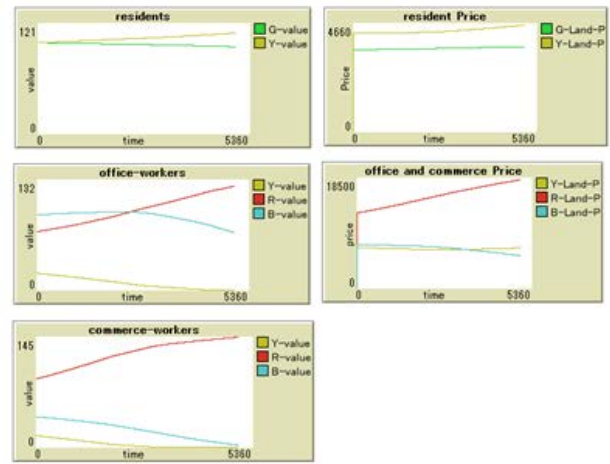 residents
121
G-value
Y-value
value
0
0
time
5360
resident Price
4660
G-Land-P
Y-Land-P
Price
0
0
time
5360
office-workers
132
Y-value
R-value
B-value
value
0
0
time
5360
office and commerce Price
18500
Y-Land-P
R-Land-P
B-Land-P
price
0
0
time
5360
commerce-workers
145
Y-value
R-value
B-value
value
0
0
time
5360